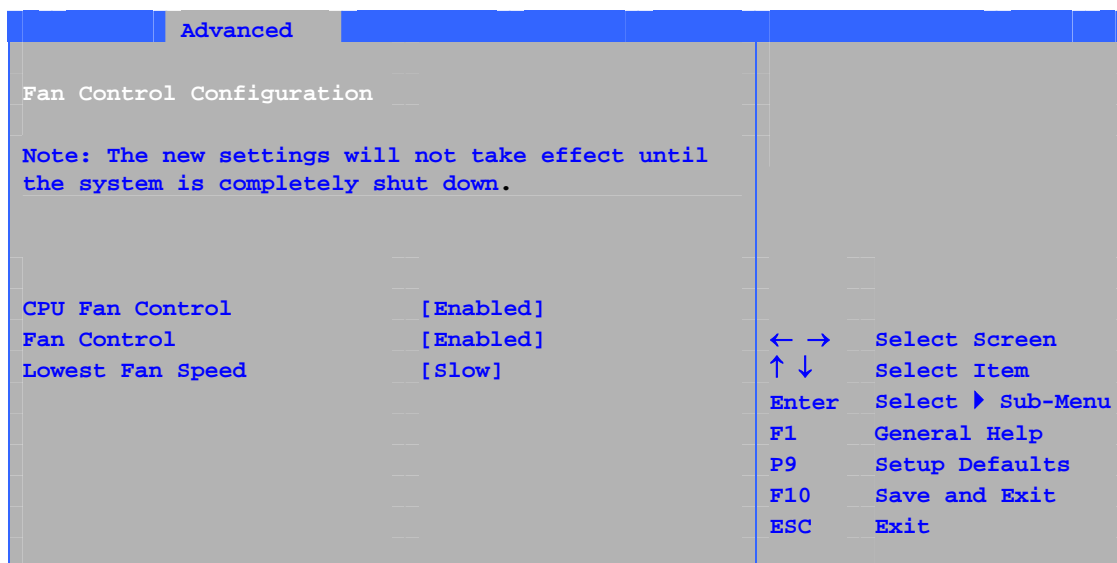 Advanced
Fan Control Configuration
Note: The new settings will not take effect until
the system is completely shut down.
CPU Fan Control [Enabled]
Fan Control [Enabled]
Lowest Fan Speed [Slow]
← → Select Screen
↑ ↓ Select Item
Enter Select ▶ Sub-Menu
F1 General Help
P9 Setup Defaults
F10 Save and Exit
ESC Exit